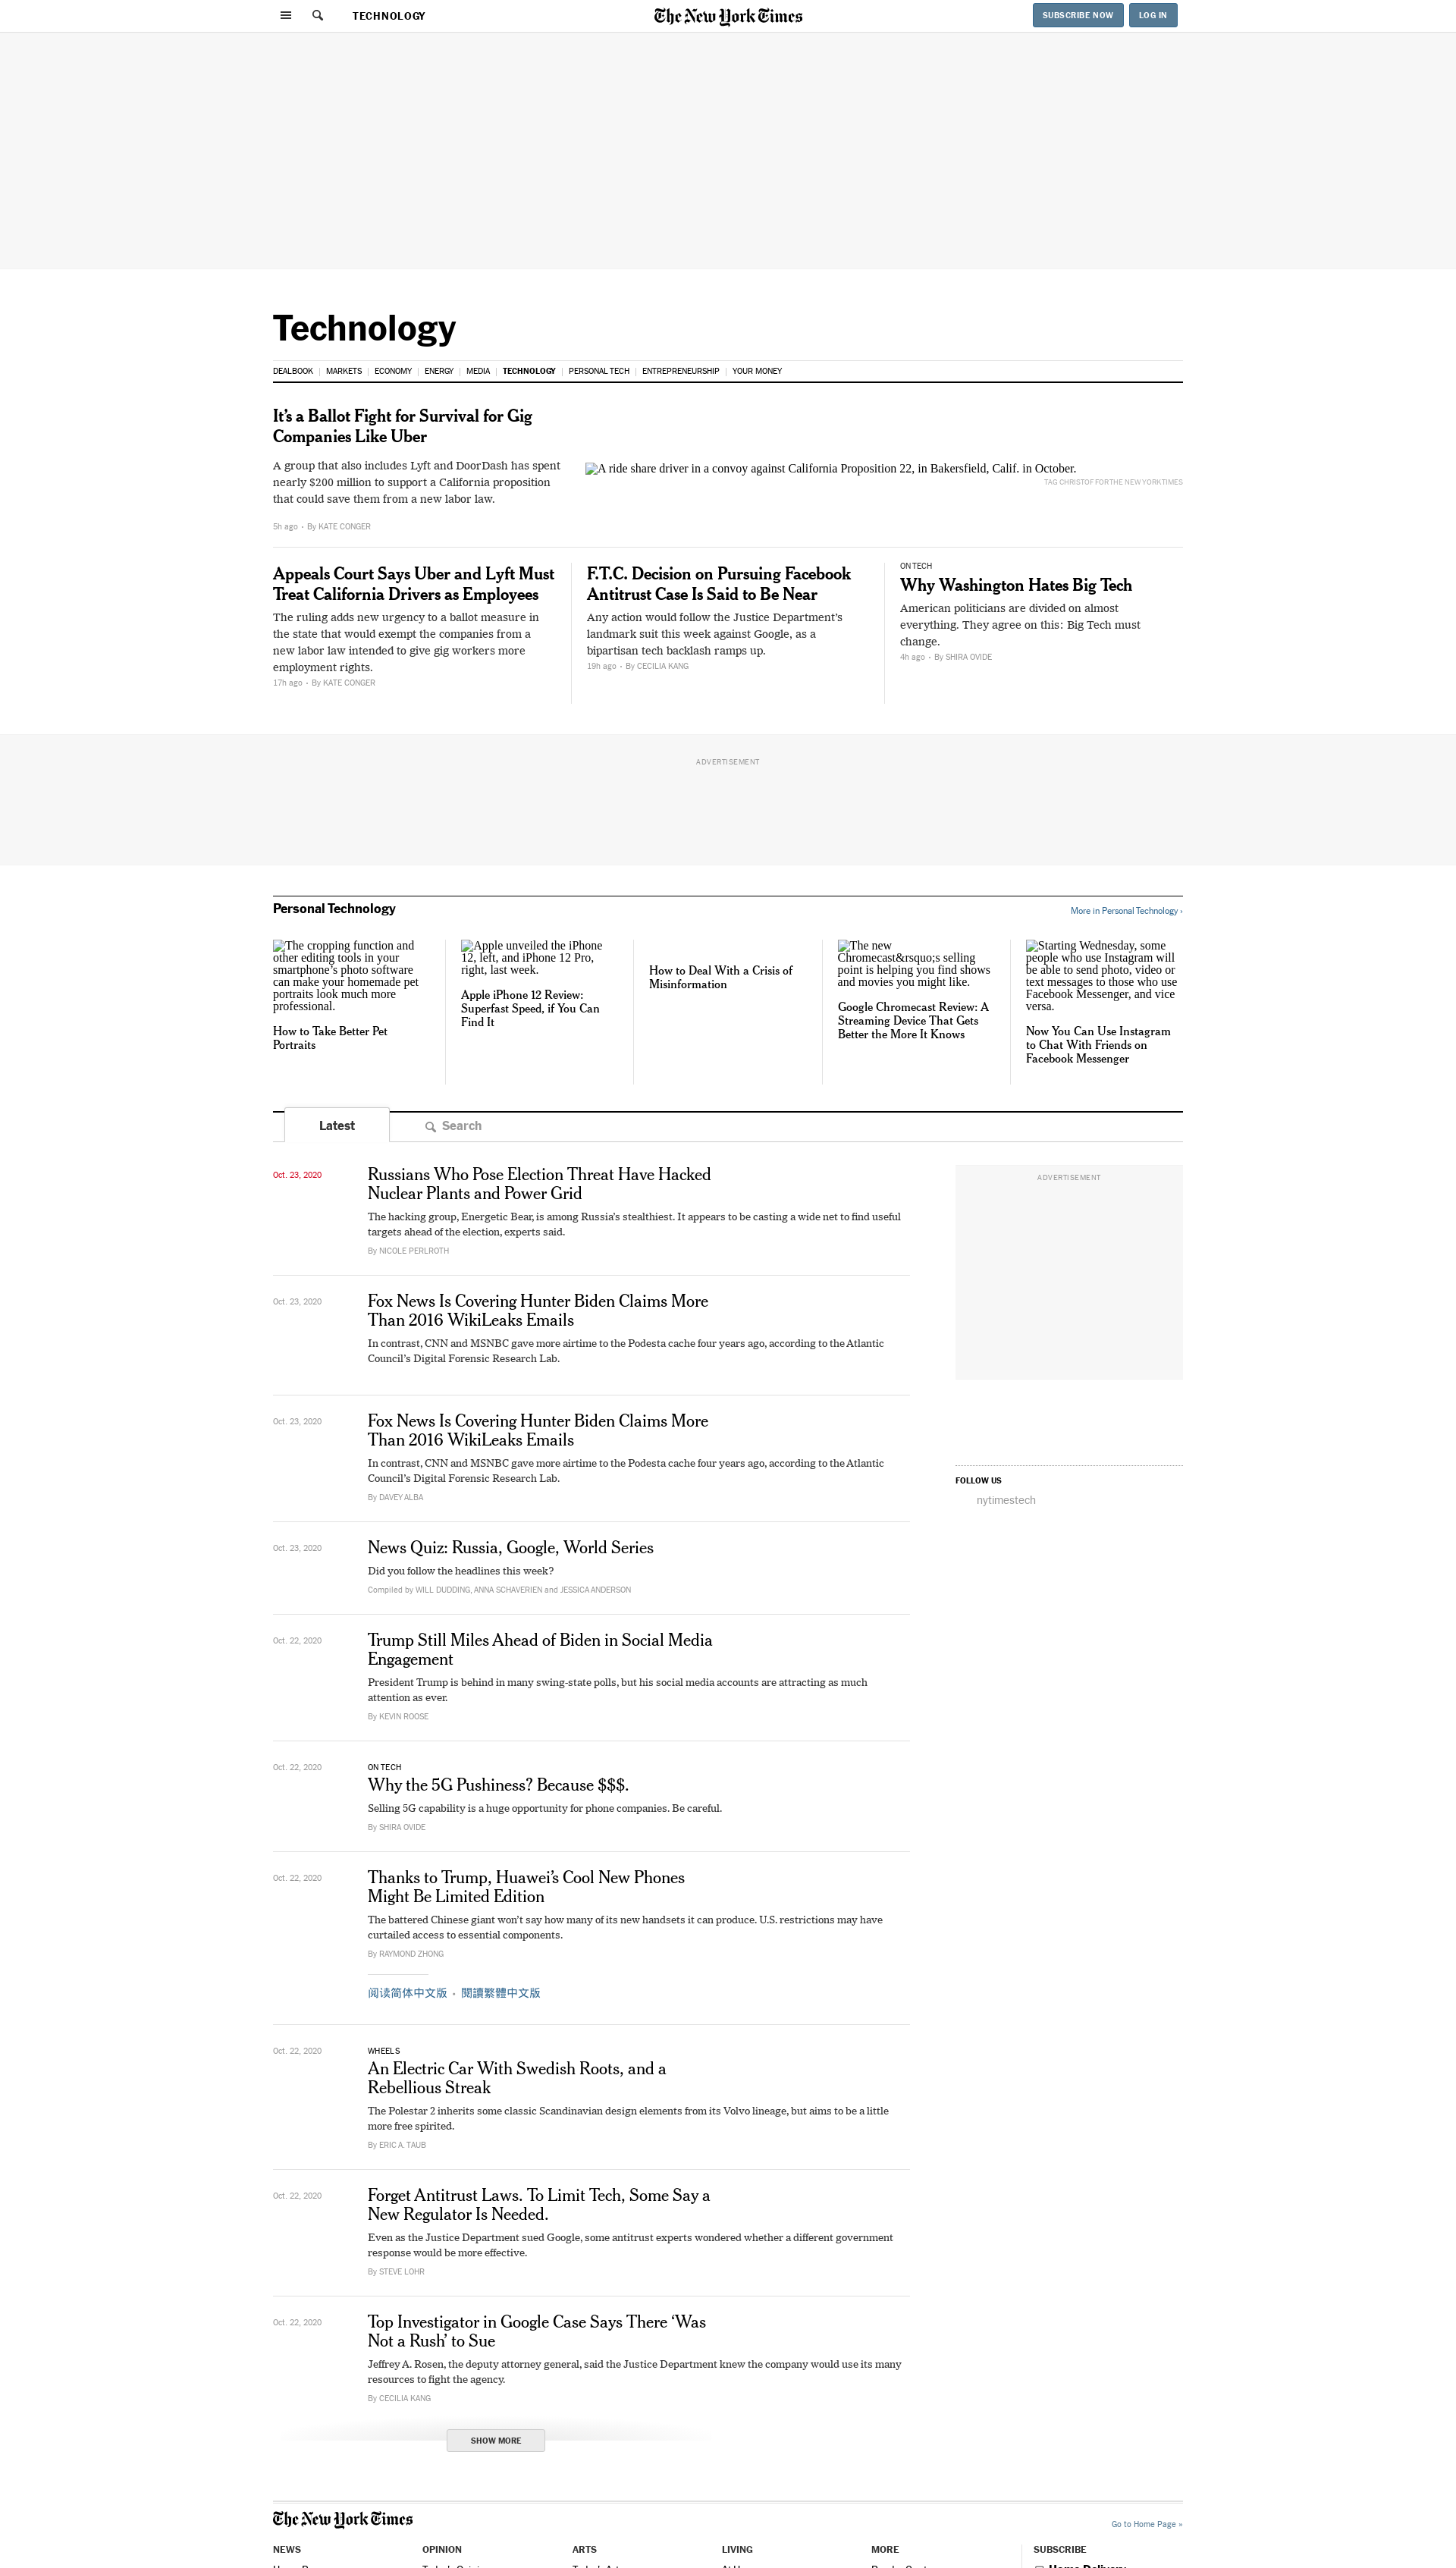 TECHNOLOGY
The New York Times
SUBSCRIBE NOW
LOG IN
Technology
DEALBOOK
MARKETS
ECONOMY
ENERGY
MEDIA
TECHNOLOGY
PERSONAL TECH
ENTREPRENEURSHIP
YOUR MONEY
It’s a Ballot Fight for Survival for Gig
Companies Like Uber
A group that also includes Lyft and DoorDash has spent
nearly $200 million to support a California proposition
that could save them from a new labor law.
5h ago • By KATE CONGER
A ride share driver in a convoy against California Proposition 22, in Bakersfield, Calif. in October.
TAG CHRISTOF FOR THE NEW YORK TIMES
Appeals Court Says Uber and Lyft Must
Treat California Drivers as Employees
The ruling adds new urgency to a ballot measure in
the state that would exempt the companies from a
new labor law intended to give gig workers more
employment rights.
17h ago • By KATE CONGER
F.T.C. Decision on Pursuing Facebook
Antitrust Case Is Said to Be Near
Any action would follow the Justice Department’s
landmark suit this week against Google, as a
bipartisan tech backlash ramps up.
19h ago • By CECILIA KANG
ON TECH
Why Washington Hates Big Tech
American politicians are divided on almost
everything. They agree on this: Big Tech must
change.
4h ago • By SHIRA OVIDE
ADVERTISEMENT
Personal Technology
More in Personal Technology ›
The cropping function and
other editing tools in your
smartphone’s photo software
can make your homemade pet
portraits look much more
professional.
How to Take Better Pet
Portraits
Apple unveiled the iPhone
12, left, and iPhone 12 Pro,
right, last week.
Apple iPhone 12 Review:
Superfast Speed, if You Can
Find It
How to Deal With a Crisis of
Misinformation
The new
Chromecast&rsquo;s selling
point is helping you find shows
and movies you might like.
Google Chromecast Review: A
Streaming Device That Gets
Better the More It Knows
Starting Wednesday, some
people who use Instagram will
be able to send photo, video or
text messages to those who use
Facebook Messenger, and vice
versa.
Now You Can Use Instagram
to Chat With Friends on
Facebook Messenger
Latest
Search
Oct. 23, 2020
Russians Who Pose Election Threat Have Hacked
Nuclear Plants and Power Grid
The hacking group, Energetic Bear, is among Russia’s stealthiest. It appears to be casting a wide net to find useful
targets ahead of the election, experts said.
By NICOLE PERLROTH
ADVERTISEMENT
Oct. 23, 2020
Fox News Is Covering Hunter Biden Claims More
Than 2016 WikiLeaks Emails
In contrast, CNN and MSNBC gave more airtime to the Podesta cache four years ago, according to the Atlantic
Council’s Digital Forensic Research Lab.
Oct. 23, 2020
Fox News Is Covering Hunter Biden Claims More
Than 2016 WikiLeaks Emails
In contrast, CNN and MSNBC gave more airtime to the Podesta cache four years ago, according to the Atlantic
Council’s Digital Forensic Research Lab.
By DAVEY ALBA
FOLLOW US
nytimestech
Oct. 23, 2020
News Quiz: Russia, Google, World Series
Did you follow the headlines this week?
Compiled by WILL DUDDING, ANNA SCHAVERIEN and JESSICA ANDERSON
Oct. 22, 2020
Trump Still Miles Ahead of Biden in Social Media
Engagement
President Trump is behind in many swing-state polls, but his social media accounts are attracting as much
attention as ever.
By KEVIN ROOSE
Oct. 22, 2020
ON TECH
Why the 5G Pushiness? Because $$$.
Selling 5G capability is a huge opportunity for phone companies. Be careful.
By SHIRA OVIDE
Oct. 22, 2020
Thanks to Trump, Huawei’s Cool New Phones
Might Be Limited Edition
The battered Chinese giant won’t say how many of its new handsets it can produce. U.S. restrictions may have
curtailed access to essential components.
By RAYMOND ZHONG
阅读简体中文版 • 閱讀繁體中文版
Oct. 22, 2020
WHEELS
An Electric Car With Swedish Roots, and a
Rebellious Streak
The Polestar 2 inherits some classic Scandinavian design elements from its Volvo lineage, but aims to be a little
more free spirited.
By ERIC A. TAUB
Oct. 22, 2020
Forget Antitrust Laws. To Limit Tech, Some Say a
New Regulator Is Needed.
Even as the Justice Department sued Google, some antitrust experts wondered whether a different government
response would be more effective.
By STEVE LOHR
Oct. 22, 2020
Top Investigator in Google Case Says There ‘Was
Not a Rush’ to Sue
Jeffrey A. Rosen, the deputy attorney general, said the Justice Department knew the company would use its many
resources to fight the agency.
By CECILIA KANG
SHOW MORE
The New York Times
Go to Home Page »
NEWS
OPINION
ARTS
LIVING
MORE
SUBSCRIBE